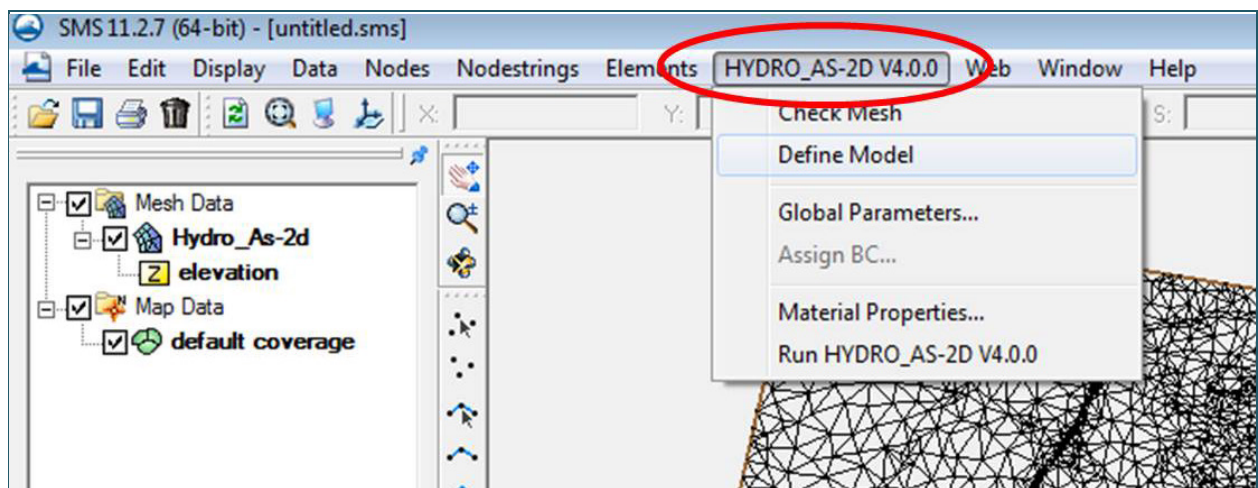 SMS 11.2.7 (64-bit) - [untitled.sms]
File Edit Display Data Nodes Nodestrings Elements HYDRO_AS-2D V4.0.0 Web Window Help
X: Y: S:
Check Mesh
Define Model
Global Parameters...
Assign BC...
Material Properties...
Run HYDRO_AS-2D V4.0.0
Mesh Data
Hydro_As-2d
Z elevation
Map Data
default coverage